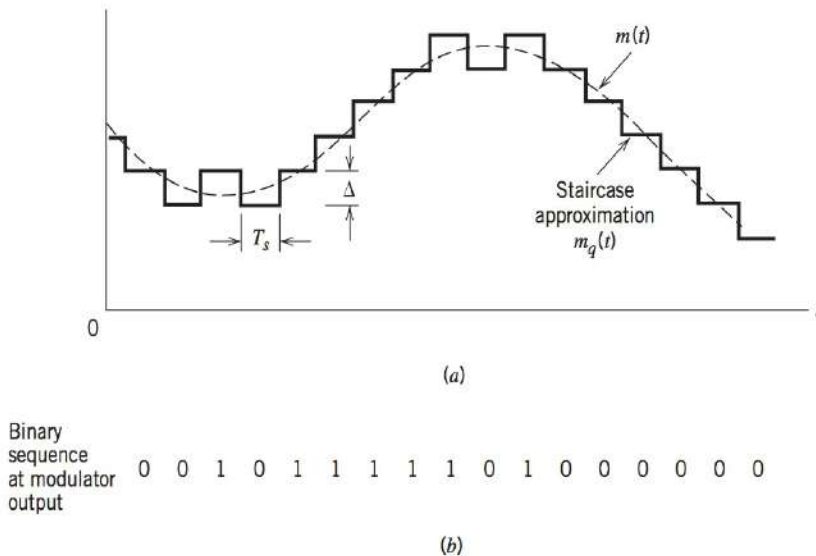 m(t)
Δ
T_s
Staircase
approximation
m_q(t)
0
(a)
Binary
sequence
at modulator
output
0 0 1 0 1 1 1 1 1 0 1 0 0 0 0 0 0
(b)